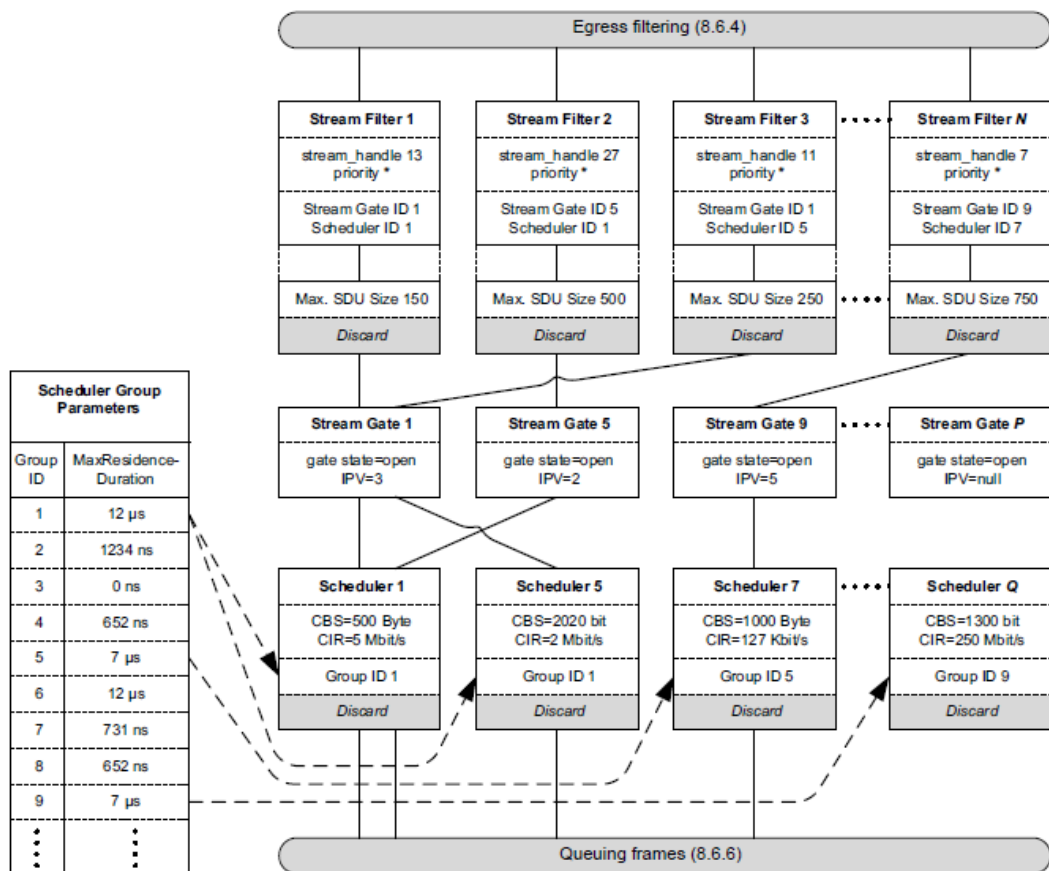 Egress filtering (8.6.4)
Stream Filter 1
stream_handle 13
priority *
Stream Gate ID 1
Scheduler ID 1
Max. SDU Size 150
Discard
Stream Filter 2
stream_handle 27
priority *
Stream Gate ID 5
Scheduler ID 1
Max. SDU Size 500
Discard
Stream Filter 3
stream_handle 11
priority *
Stream Gate ID 1
Scheduler ID 5
Max. SDU Size 250
Discard
Stream Filter N
stream_handle 7
priority *
Stream Gate ID 9
Scheduler ID 7
Max. SDU Size 750
Discard
Scheduler Group
Parameters
Group
ID
MaxResidence-
Duration
1 12 µs
2 1234 ns
3 0 ns
4 652 ns
5 7 µs
6 12 µs
7 731 ns
8 652 ns
9 7 µs
Stream Gate 1
gate state=open
IPV=3
Stream Gate 5
gate state=open
IPV=2
Stream Gate 9
gate state=open
IPV=5
Stream Gate P
gate state=open
IPV=null
Scheduler 1
CBS=500 Byte
CIR=5 Mbit/s
Group ID 1
Discard
Scheduler 5
CBS=2020 bit
CIR=2 Mbit/s
Group ID 1
Discard
Scheduler 7
CBS=1000 Byte
CIR=127 Kbit/s
Group ID 5
Discard
Scheduler Q
CBS=1300 bit
CIR=250 Mbit/s
Group ID 9
Discard
Queuing frames (8.6.6)